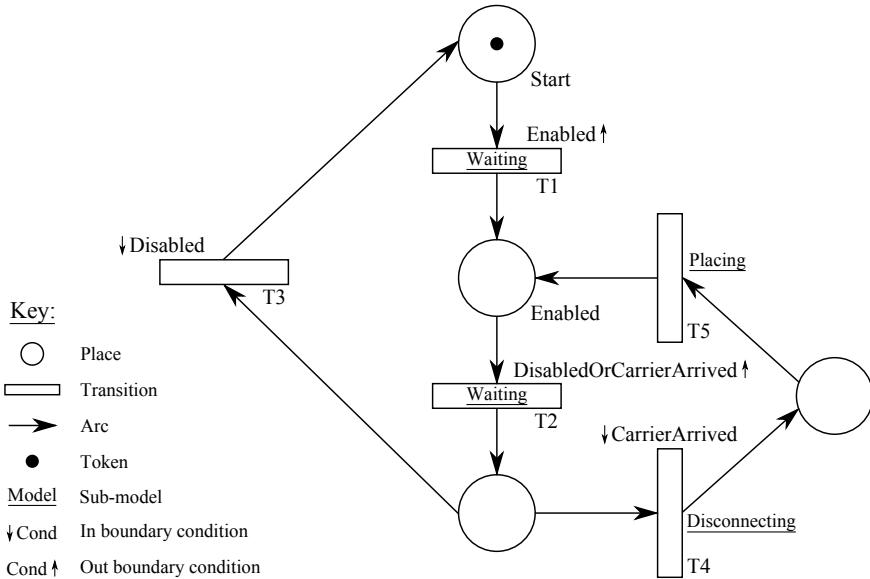 Start
Enabled
Waiting
T1
Disabled
T3
Placing
T5
Enabled
DisabledOrCarrierArrived
Waiting
T2
CarrierArrived
Disconnecting
T4
Key:
Place
Transition
Arc
Token
Model Sub-model
Cond In boundary condition
Cond Out boundary condition